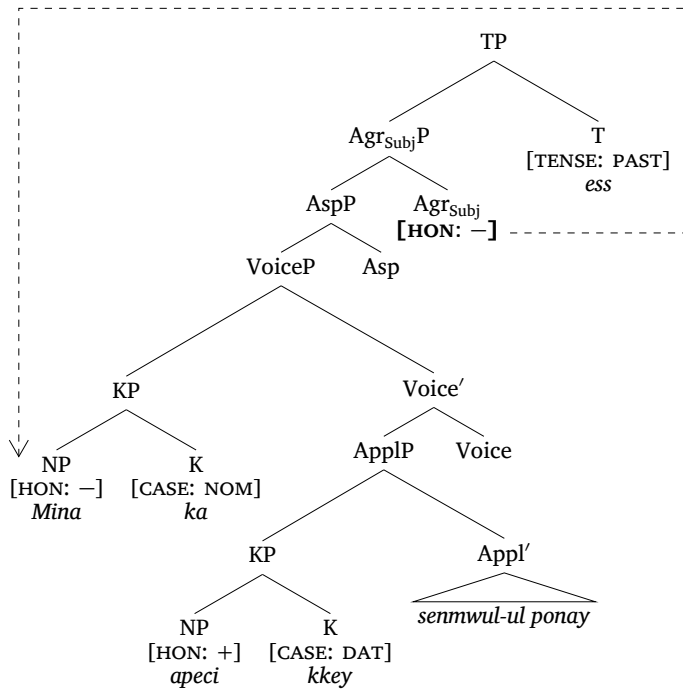 TP
AgrSubjP T
[TENSE: PAST]
ess
AspP AgrSubj
[HON: −]
VoiceP Asp
KP Voice′
NP K ApplP Voice
[HON: −] [CASE: NOM]
Mina ka
KP Appl′
NP K senmwul-ul ponay
[HON: +] [CASE: DAT]
apeci kkey